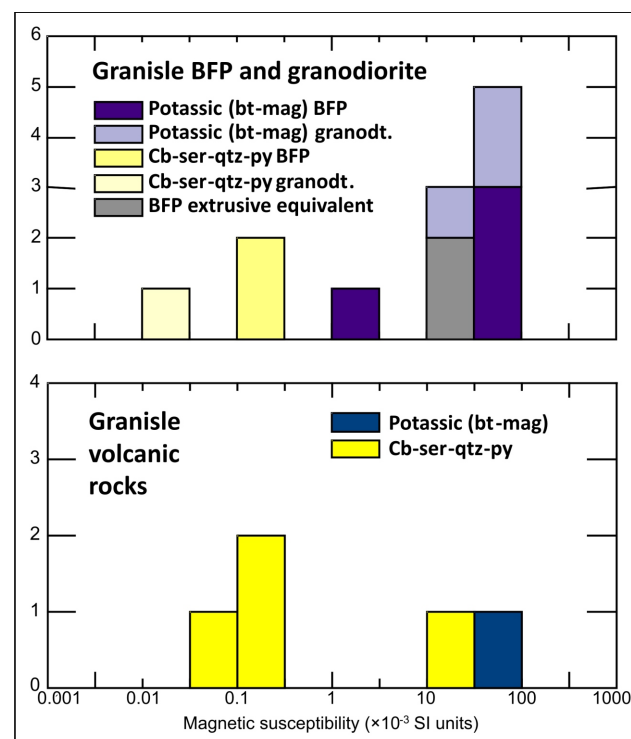 6
5
4
3
2
1
0
Granisle BFP and granodiorite
Potassic (bt-mag) BFP
Potassic (bt-mag) granodt.
Cb-ser-qtz-py BFP
Cb-ser-qtz-py granodt.
BFP extrusive equivalent
4
3
2
1
0
Granisle
volcanic
rocks
Potassic (bt-mag)
Cb-ser-qtz-py
0.001 0.01 0.1 1 10 100 1000
Magnetic susceptibility (×10⁻³ SI units)